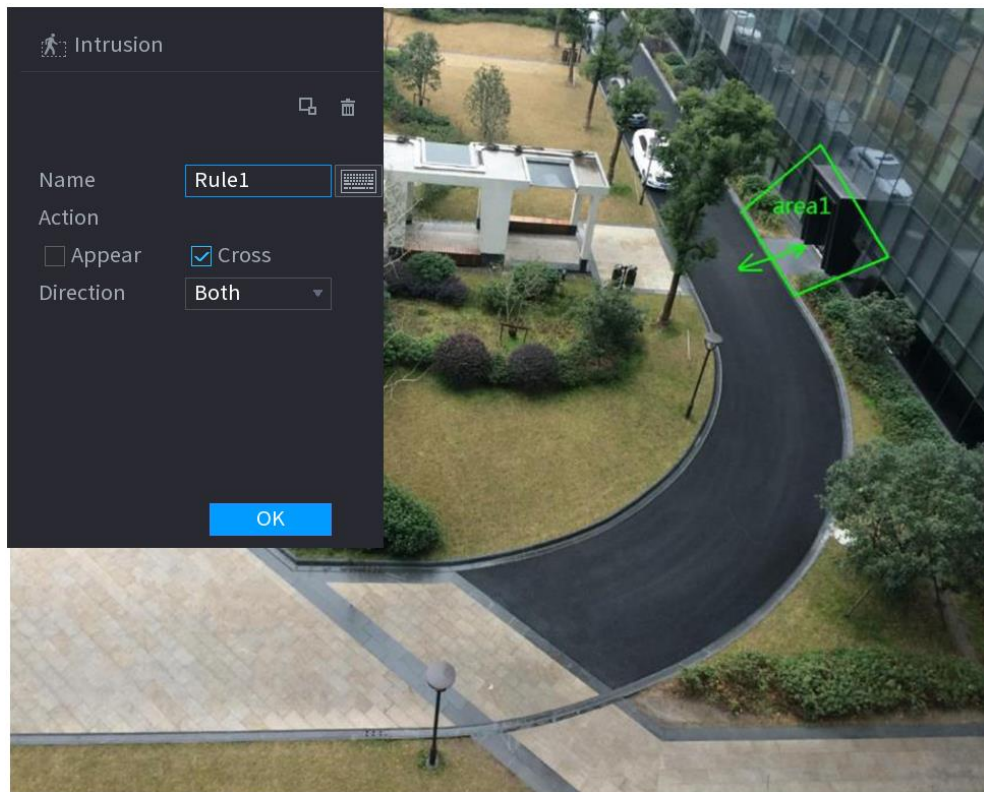 Intrusion
Name Rule1
Action
Appear Cross
Direction Both
OK
area1